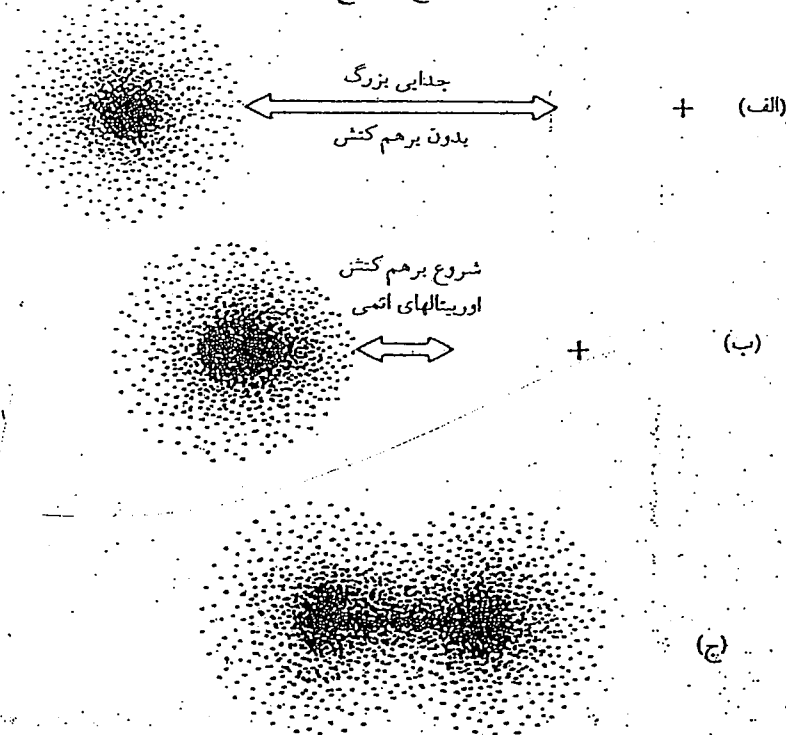 جدایی بزرگ
بدون برهم کنش
+
(الف)
شروع برهم کنش
اوربیتالهای اتمی
+
(ب)
(ج)